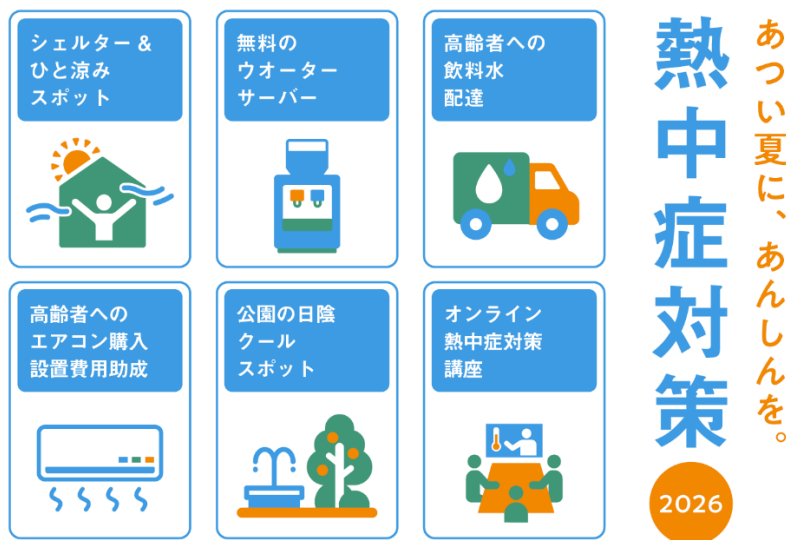 あつい夏に、あんしんを。
熱中症対策
2026
シェルター &
ひと涼み
スポット
無料の
ウオーター
サーバー
高齢者への
飲料水
配達
高齢者への
エアコン購入
設置費用助成
公園の日陰
クール
スポット
オンライン
熱中症対策
講座